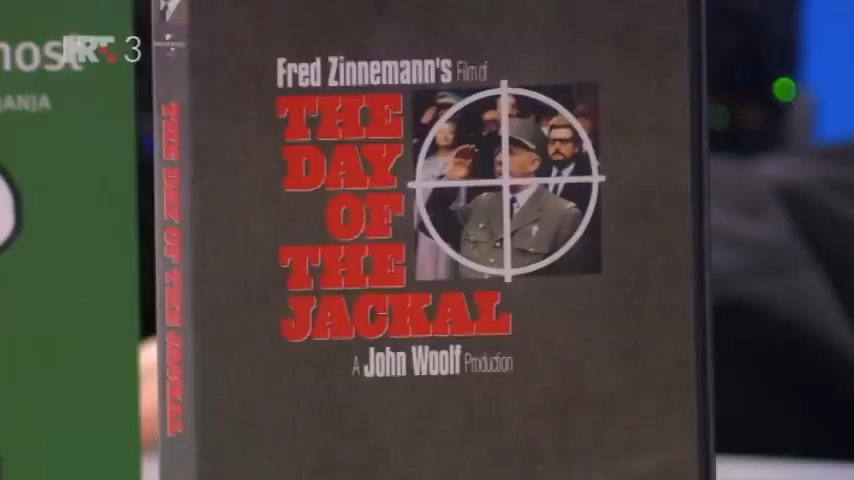 nost
HRT 3
JANJA
Fred Zinnemann's Film of
THE
DAY
OF
THE
JACKAL
A John Woolf Production
THE DAY OF THE JACKAL